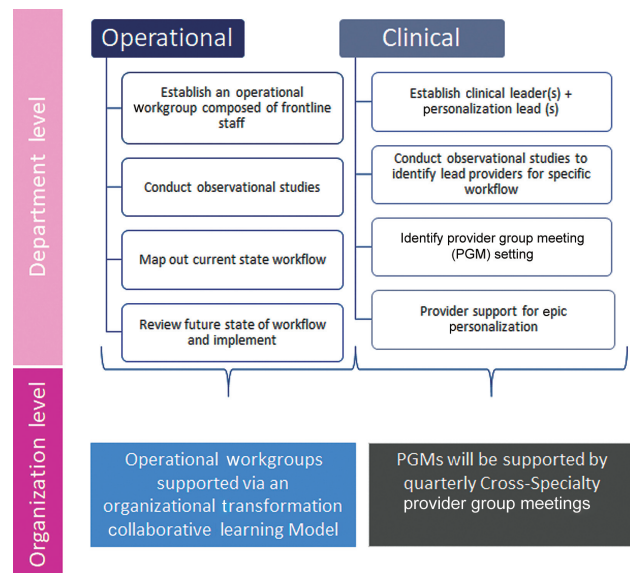 Department level
Organization level
Operational
Establish an operational
workgroup composed of frontline
staff
Conduct observational studies
Map out current state workflow
Review future state of workflow
and implement
Clinical
Establish clinical leader(s) +
personalization lead (s)
Conduct observational studies to
identify lead providers for specific
workflow
Identify provider group meeting
(PGM) setting
Provider support for epic
personalization
Operational workgroups
supported via an
organizational transformation
collaborative learning Model
PGMs will be supported by
quarterly Cross-Specialty
provider group meetings